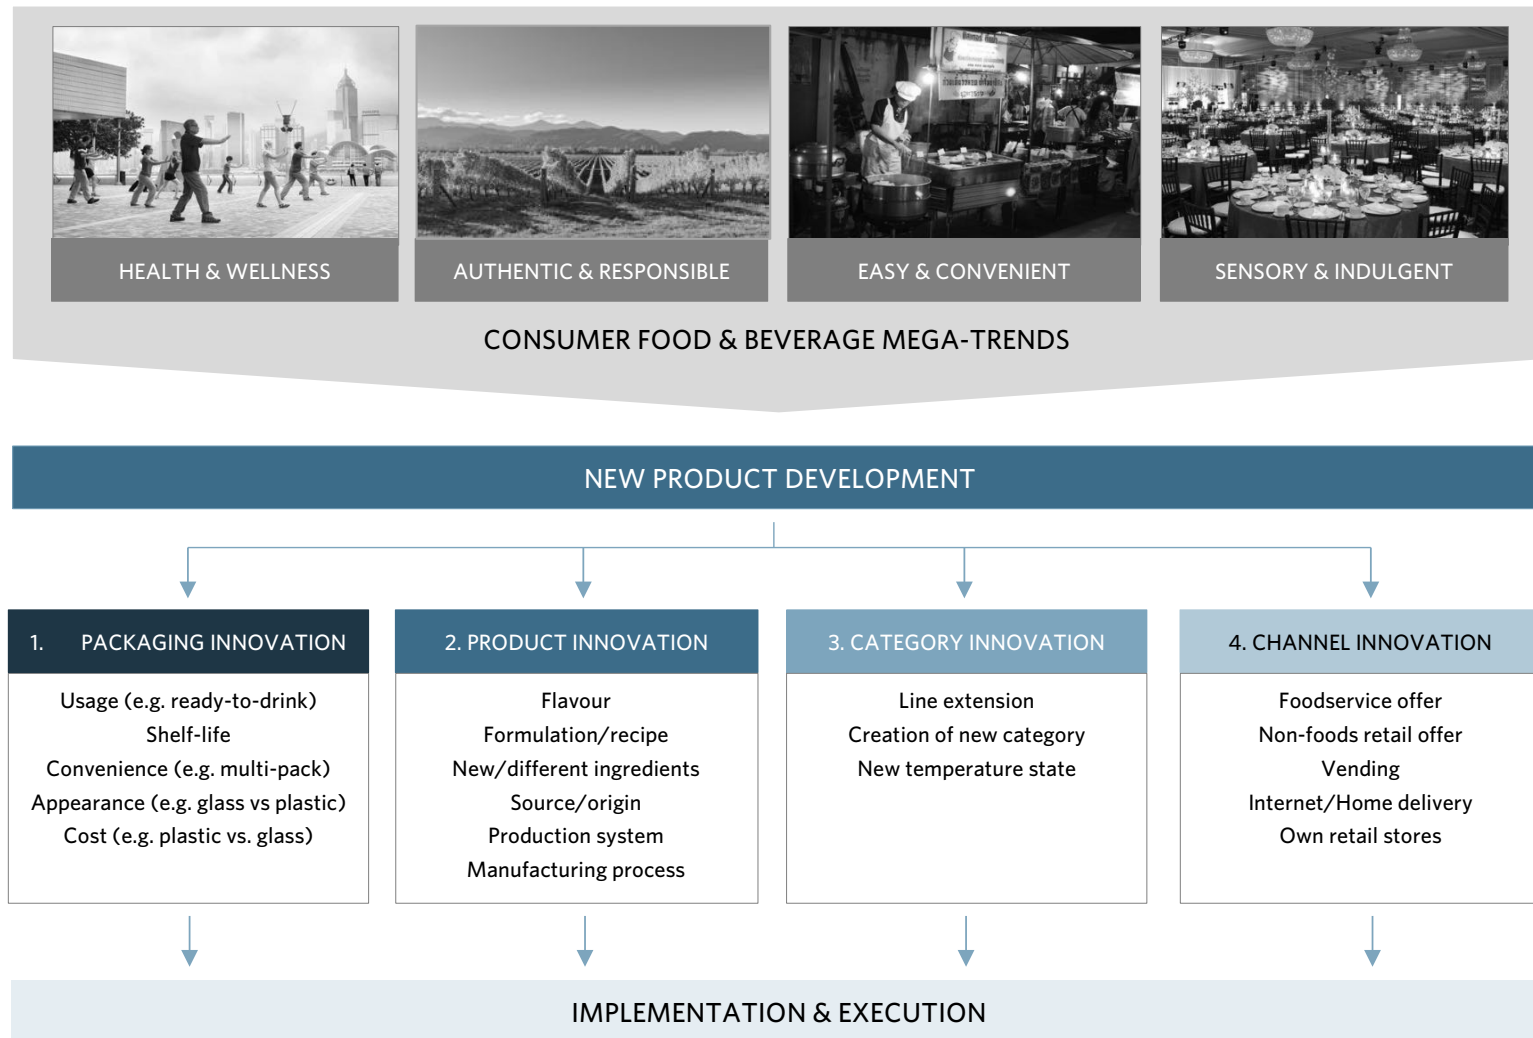 HEALTH & WELLNESS
AUTHENTIC & RESPONSIBLE
EASY & CONVENIENT
SENSORY & INDULGENT
CONSUMER FOOD & BEVERAGE MEGA-TRENDS
NEW PRODUCT DEVELOPMENT
1. PACKAGING INNOVATION
Usage (e.g. ready-to-drink)
Shelf-life
Convenience (e.g. multi-pack)
Appearance (e.g. glass vs plastic)
Cost (e.g. plastic vs. glass)
2. PRODUCT INNOVATION
Flavour
Formulation/recipe
New/different ingredients
Source/origin
Production system
Manufacturing process
3. CATEGORY INNOVATION
Line extension
Creation of new category
New temperature state
4. CHANNEL INNOVATION
Foodservice offer
Non-foods retail offer
Vending
Internet/Home delivery
Own retail stores
IMPLEMENTATION & EXECUTION